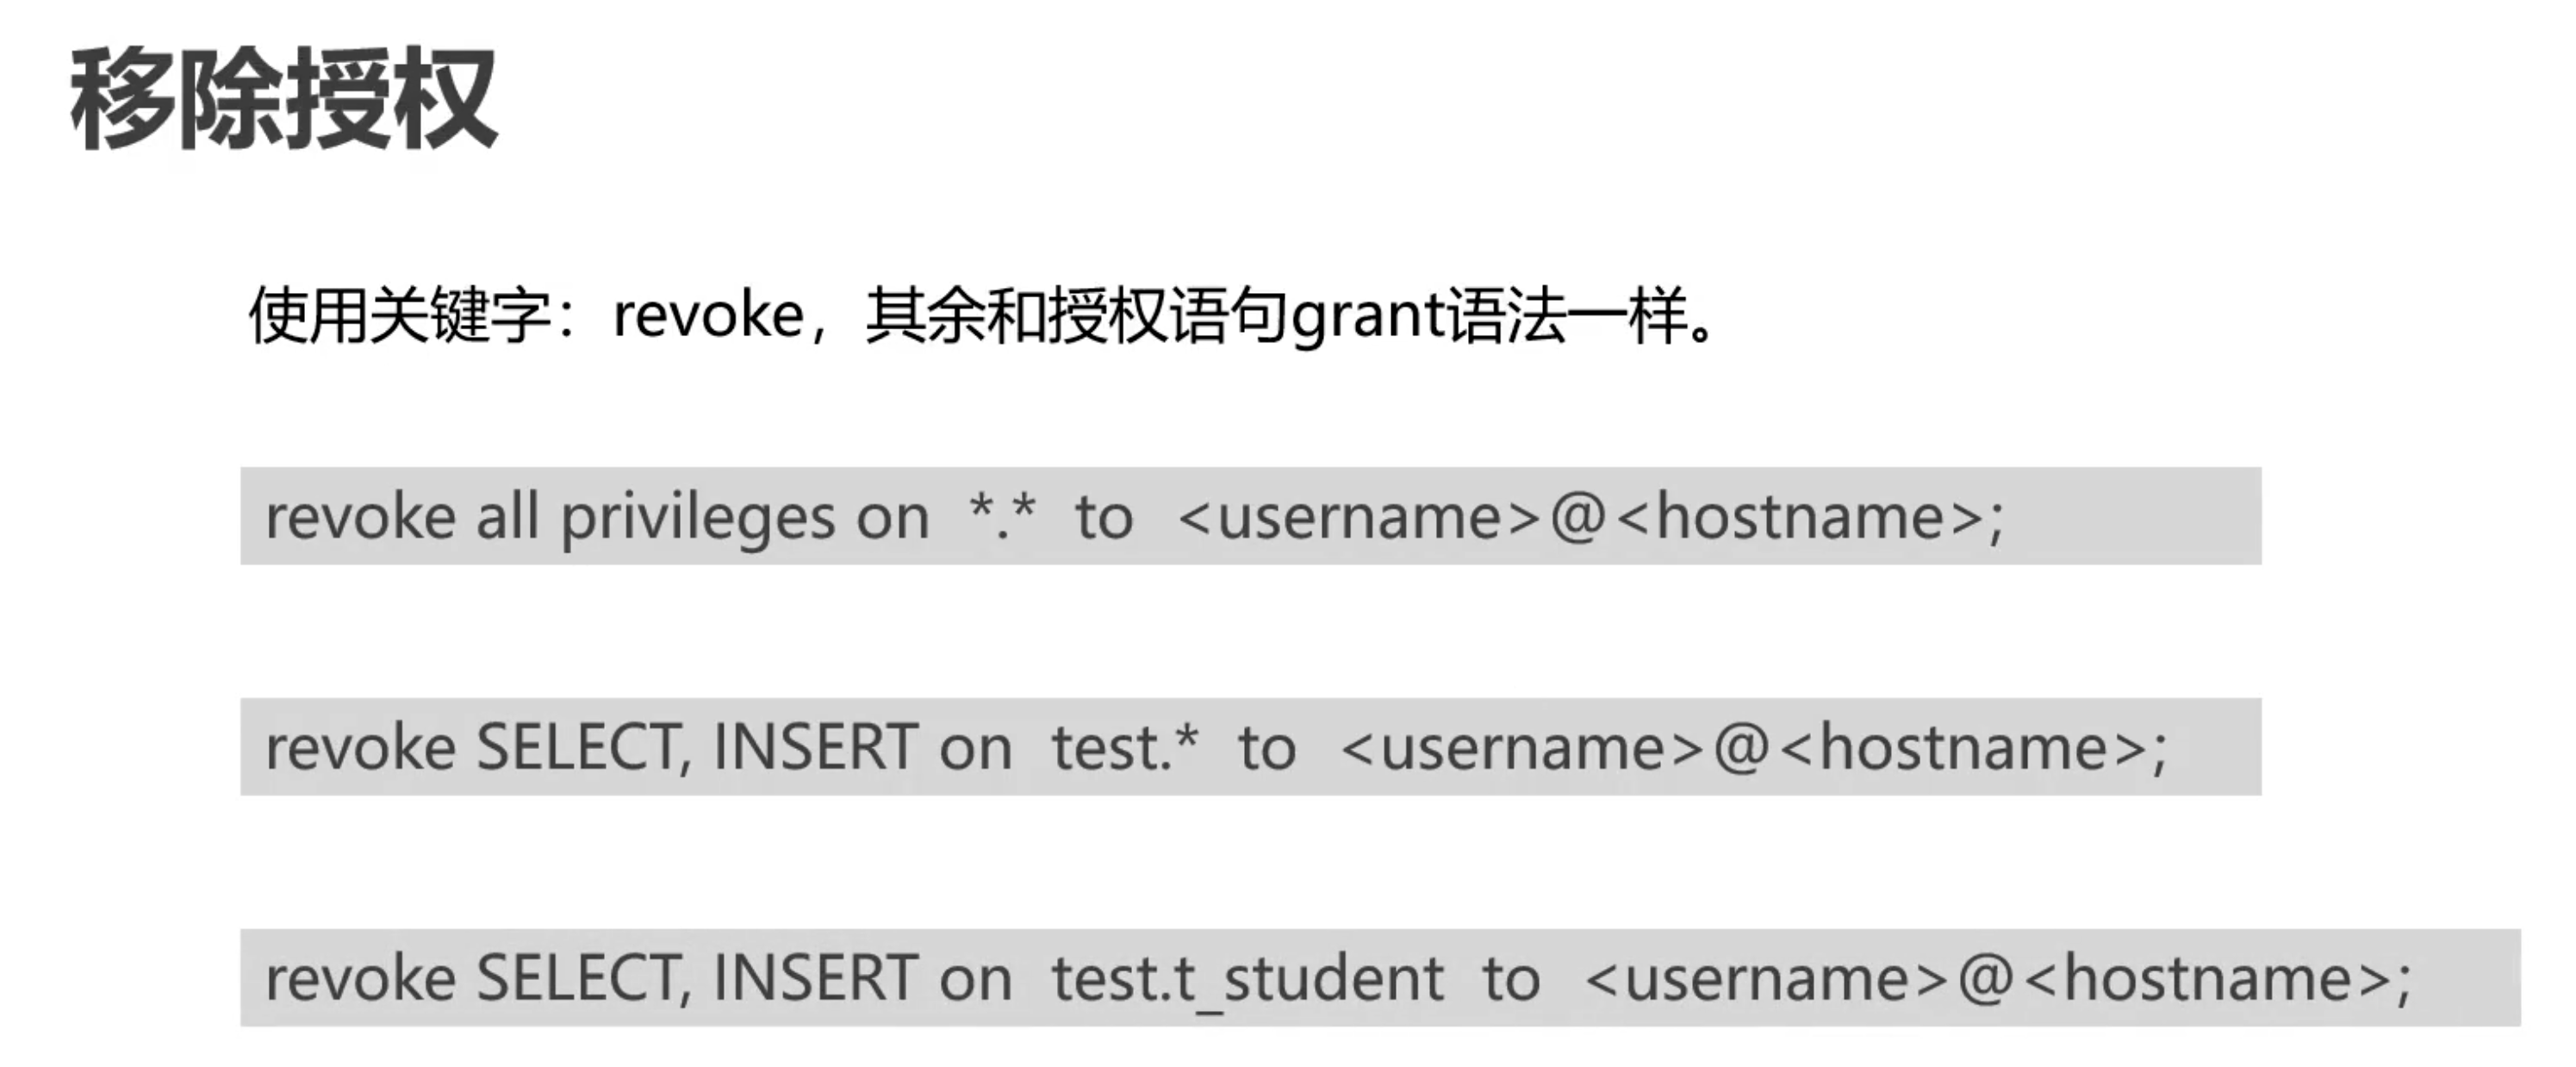 移除授权
使用关键字：revoke，其余和授权语句grant语法一样。
revoke all privileges on *.* to <username>@<hostname>;
revoke SELECT, INSERT on test.* to <username>@<hostname>;
revoke SELECT, INSERT on test.t_student to <username>@<hostname>;